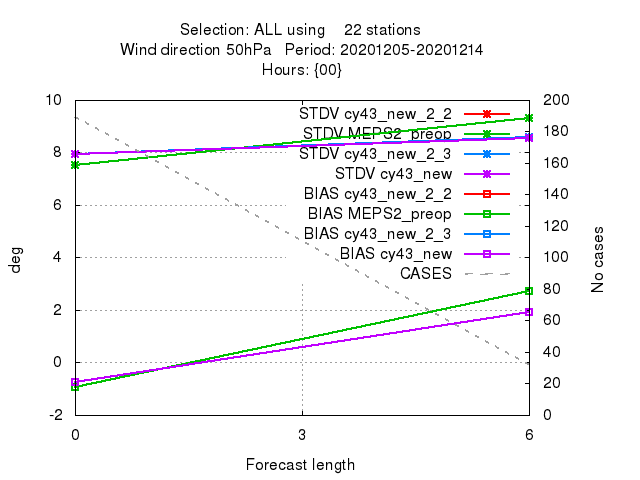 Selection: ALL using    22 stations
Wind direction 50hPa   Period: 20201205-20201214
Hours: {00}
10
8
6
4
2
0
-2
deg
200
180
160
140
120
100
80
60
40
20
0
No cases
STDV cy43_new_2_2
STDV MEPS2_preop
STDV cy43_new_2_3
STDV cy43_new
BIAS cy43_new_2_2
BIAS MEPS2_preop
BIAS cy43_new_2_3
BIAS cy43_new
CASES
0 3 6
Forecast length